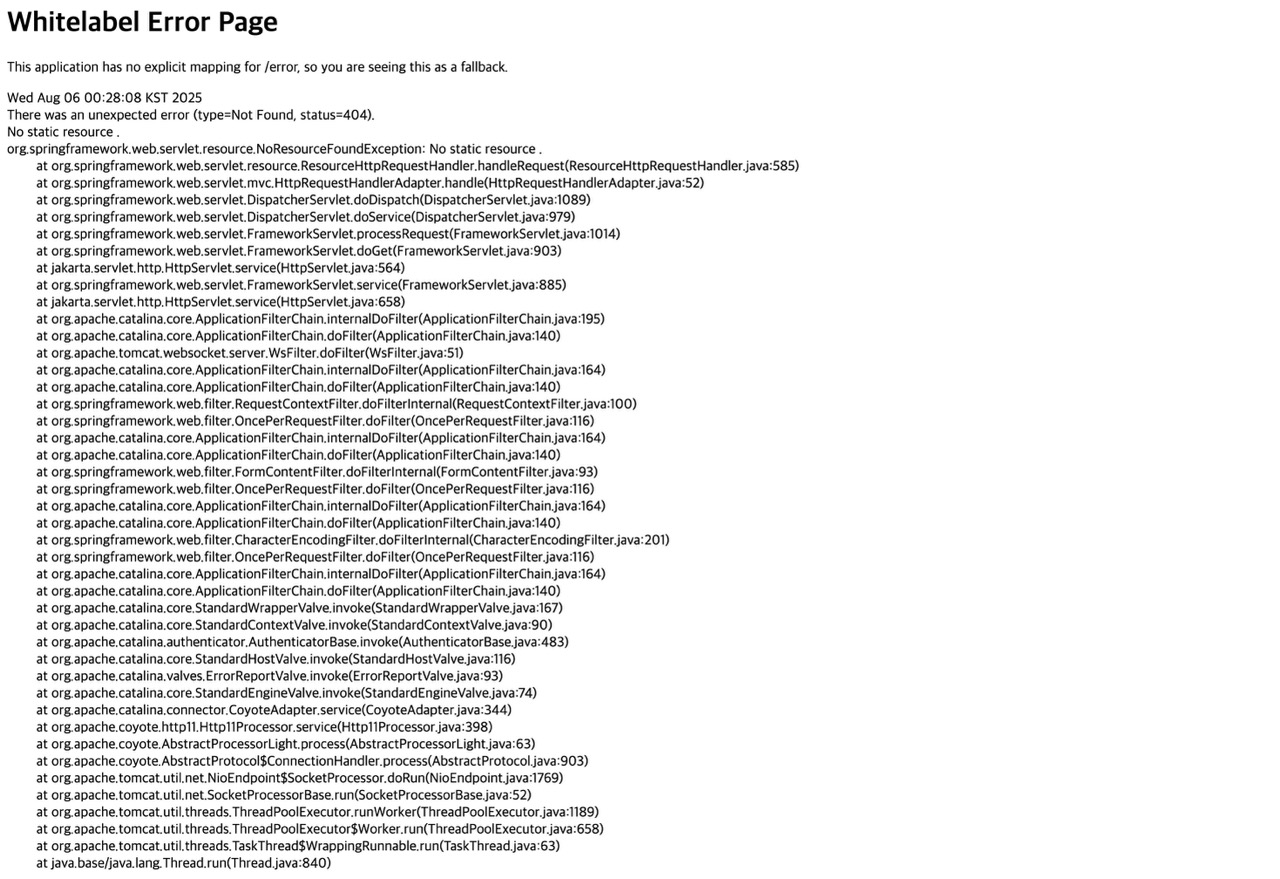 Whitelabel Error Page
This application has no explicit mapping for /error, so you are seeing this as a fallback.
Wed Aug 06 00:28:08 KST 2025
There was an unexpected error (type=Not Found, status=404).
No static resource .
org.springframework.web.servlet.resource.NoResourceFoundException: No static resource .
at org.springframework.web.servlet.resource.ResourceHttpRequestHandler.handleRequest(ResourceHttpRequestHandler.java:585)
at org.springframework.web.servlet.mvc.HttpRequestHandlerAdapter.handle(HttpRequestHandlerAdapter.java:52)
at org.springframework.web.servlet.DispatcherServlet.doDispatch(DispatcherServlet.java:1089)
at org.springframework.web.servlet.DispatcherServlet.doService(DispatcherServlet.java:979)
at org.springframework.web.servlet.FrameworkServlet.processRequest(FrameworkServlet.java:1014)
at org.springframework.web.servlet.FrameworkServlet.doGet(FrameworkServlet.java:903)
at jakarta.servlet.http.HttpServlet.service(HttpServlet.java:564)
at org.springframework.web.servlet.FrameworkServlet.service(FrameworkServlet.java:885)
at jakarta.servlet.http.HttpServlet.service(HttpServlet.java:658)
at org.apache.catalina.core.ApplicationFilterChain.internalDoFilter(ApplicationFilterChain.java:195)
at org.apache.catalina.core.ApplicationFilterChain.doFilter(ApplicationFilterChain.java:140)
at org.apache.tomcat.websocket.server.WsFilter.doFilter(WsFilter.java:51)
at org.apache.catalina.core.ApplicationFilterChain.internalDoFilter(ApplicationFilterChain.java:164)
at org.apache.catalina.core.ApplicationFilterChain.doFilter(ApplicationFilterChain.java:140)
at org.springframework.web.filter.RequestContextFilter.doFilterInternal(RequestContextFilter.java:100)
at org.springframework.web.filter.OncePerRequestFilter.doFilter(OncePerRequestFilter.java:116)
at org.apache.catalina.core.ApplicationFilterChain.internalDoFilter(ApplicationFilterChain.java:164)
at org.apache.catalina.core.ApplicationFilterChain.doFilter(ApplicationFilterChain.java:140)
at org.springframework.web.filter.FormContentFilter.doFilterInternal(FormContentFilter.java:93)
at org.springframework.web.filter.OncePerRequestFilter.doFilter(OncePerRequestFilter.java:116)
at org.apache.catalina.core.ApplicationFilterChain.internalDoFilter(ApplicationFilterChain.java:164)
at org.apache.catalina.core.ApplicationFilterChain.doFilter(ApplicationFilterChain.java:140)
at org.springframework.web.filter.CharacterEncodingFilter.doFilterInternal(CharacterEncodingFilter.java:201)
at org.springframework.web.filter.OncePerRequestFilter.doFilter(OncePerRequestFilter.java:116)
at org.apache.catalina.core.ApplicationFilterChain.internalDoFilter(ApplicationFilterChain.java:164)
at org.apache.catalina.core.ApplicationFilterChain.doFilter(ApplicationFilterChain.java:140)
at org.apache.catalina.core.StandardWrapperValve.invoke(StandardWrapperValve.java:167)
at org.apache.catalina.core.StandardContextValve.invoke(StandardContextValve.java:90)
at org.apache.catalina.authenticator.AuthenticatorBase.invoke(AuthenticatorBase.java:483)
at org.apache.catalina.core.StandardHostValve.invoke(StandardHostValve.java:116)
at org.apache.catalina.valves.ErrorReportValve.invoke(ErrorReportValve.java:93)
at org.apache.catalina.core.StandardEngineValve.invoke(StandardEngineValve.java:74)
at org.apache.catalina.connector.CoyoteAdapter.service(CoyoteAdapter.java:344)
at org.apache.coyote.http11.Http11Processor.service(Http11Processor.java:398)
at org.apache.coyote.AbstractProcessorLight.process(AbstractProcessorLight.java:63)
at org.apache.coyote.AbstractProtocol$ConnectionHandler.process(AbstractProtocol.java:903)
at org.apache.tomcat.util.net.NioEndpoint$SocketProcessor.doRun(NioEndpoint.java:1769)
at org.apache.tomcat.util.net.SocketProcessorBase.run(SocketProcessorBase.java:52)
at org.apache.tomcat.util.threads.ThreadPoolExecutor.runWorker(ThreadPoolExecutor.java:1189)
at org.apache.tomcat.util.threads.ThreadPoolExecutor$Worker.run(ThreadPoolExecutor.java:658)
at org.apache.tomcat.util.threads.TaskThread$WrappingRunnable.run(TaskThread.java:63)
at java.base/java.lang.Thread.run(Thread.java:840)